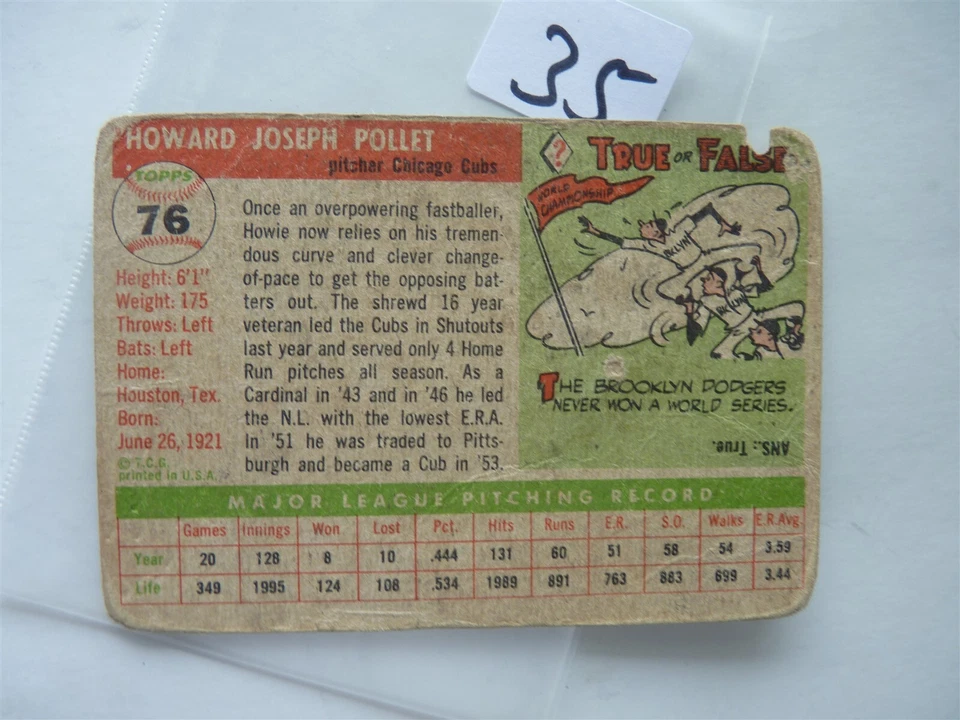 35
HOWARD JOSEPH POLLET
pitcher Chicago Cubs
TOPPS
76
Height: 6'1"
Weight: 175
Throws: Left
Bats: Left
Home:
Houston, Tex.
Born:
June 26, 1921
© T.C.G.
printed in U.S.A.
Once an overpowering fastballer,
Howie now relies on his tremen-
dous curve and clever change-
of-pace to get the opposing bat-
ters out. The shrewd 16 year
veteran led the Cubs in Shutouts
last year and served only 4 Home
Run pitches all season. As a
Cardinal in '43 and in '46 he led
the N.L. with the lowest E.R.A.
In '51 he was traded to Pitts-
burgh and became a Cub in '53.
?
TRUE OR FALSE
WORLD
CHAMPIONSHIP
BKLYN
THE BROOKLYN DODGERS
NEVER WON A WORLD SERIES.
ANS.: True.
MAJOR LEAGUE PITCHING RECORD
Games Innings Won Lost Pct. Hits Runs E.R. S.O. Walks E.R.Avg.
Year 20 128 8 10 .444 131 60 51 58 54 3.59
Life 349 1995 124 108 .534 1989 891 763 883 699 3.44